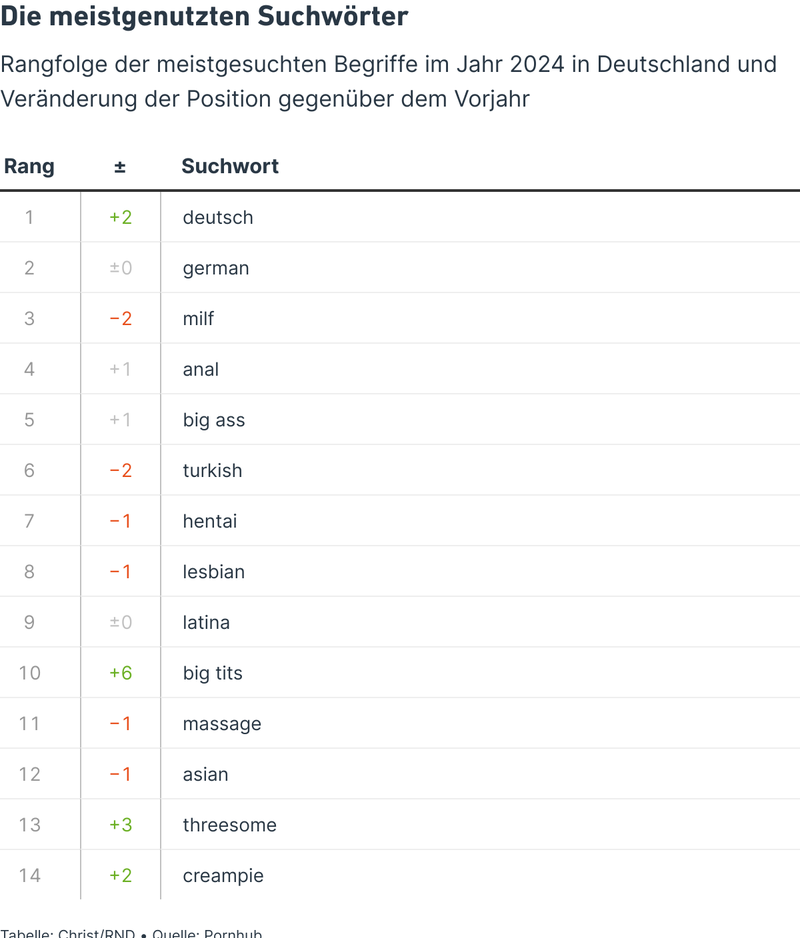 Die meistgenutzten Suchwörter
Rangfolge der meistgesuchten Begriffe im Jahr 2024 in Deutschland und
Veränderung der Position gegenüber dem Vorjahr
Rang ± Suchwort
1 +2 deutsch
2 ±0 german
3 −2 milf
4 +1 anal
5 +1 big ass
6 −2 turkish
7 −1 hentai
8 −1 lesbian
9 ±0 latina
10 +6 big tits
11 −1 massage
12 −1 asian
13 +3 threesome
14 +2 creampie
Tabelle: Christ/RND • Quelle: Pornhub